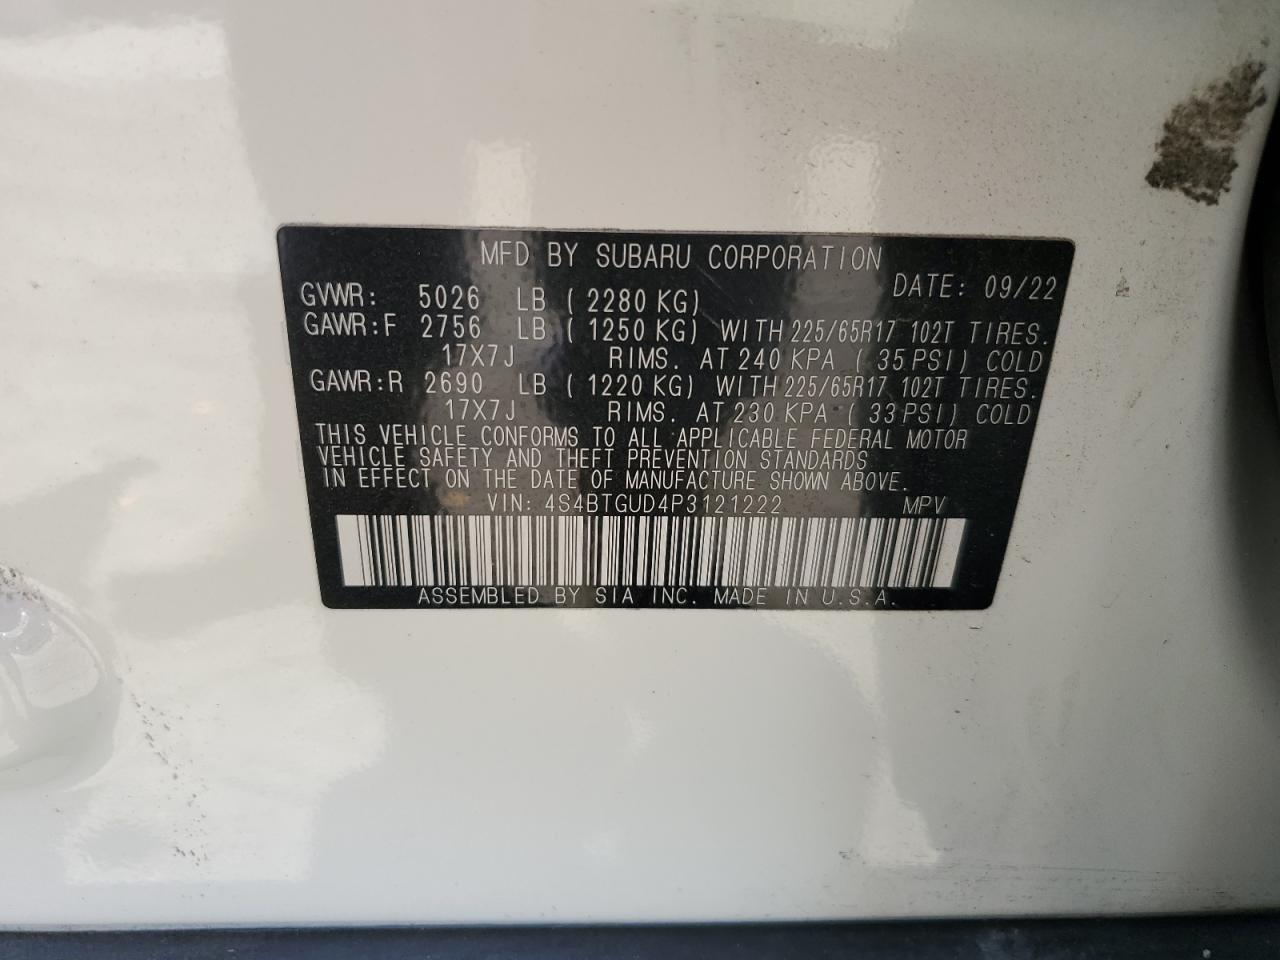 MFD BY SUBARU CORPORATION
DATE: 09/22
GVWR: 5026 LB ( 2280 KG)
GAWR:F 2756 LB ( 1250 KG) WITH 225/65R17 102T TIRES.
17X7J RIMS. AT 240 KPA ( 35 PSI) COLD
GAWR:R 2690 LB ( 1220 KG) WITH 225/65R17 102T TIRES.
17X7J RIMS. AT 230 KPA ( 33 PSI) COLD
THIS VEHICLE CONFORMS TO ALL APPLICABLE FEDERAL MOTOR
VEHICLE SAFETY AND THEFT PREVENTION STANDARDS
IN EFFECT ON THE DATE OF MANUFACTURE SHOWN ABOVE.
VIN: 4S4BTGUD4P3121222 MPV
ASSEMBLED BY SIA INC. MADE IN U.S.A.